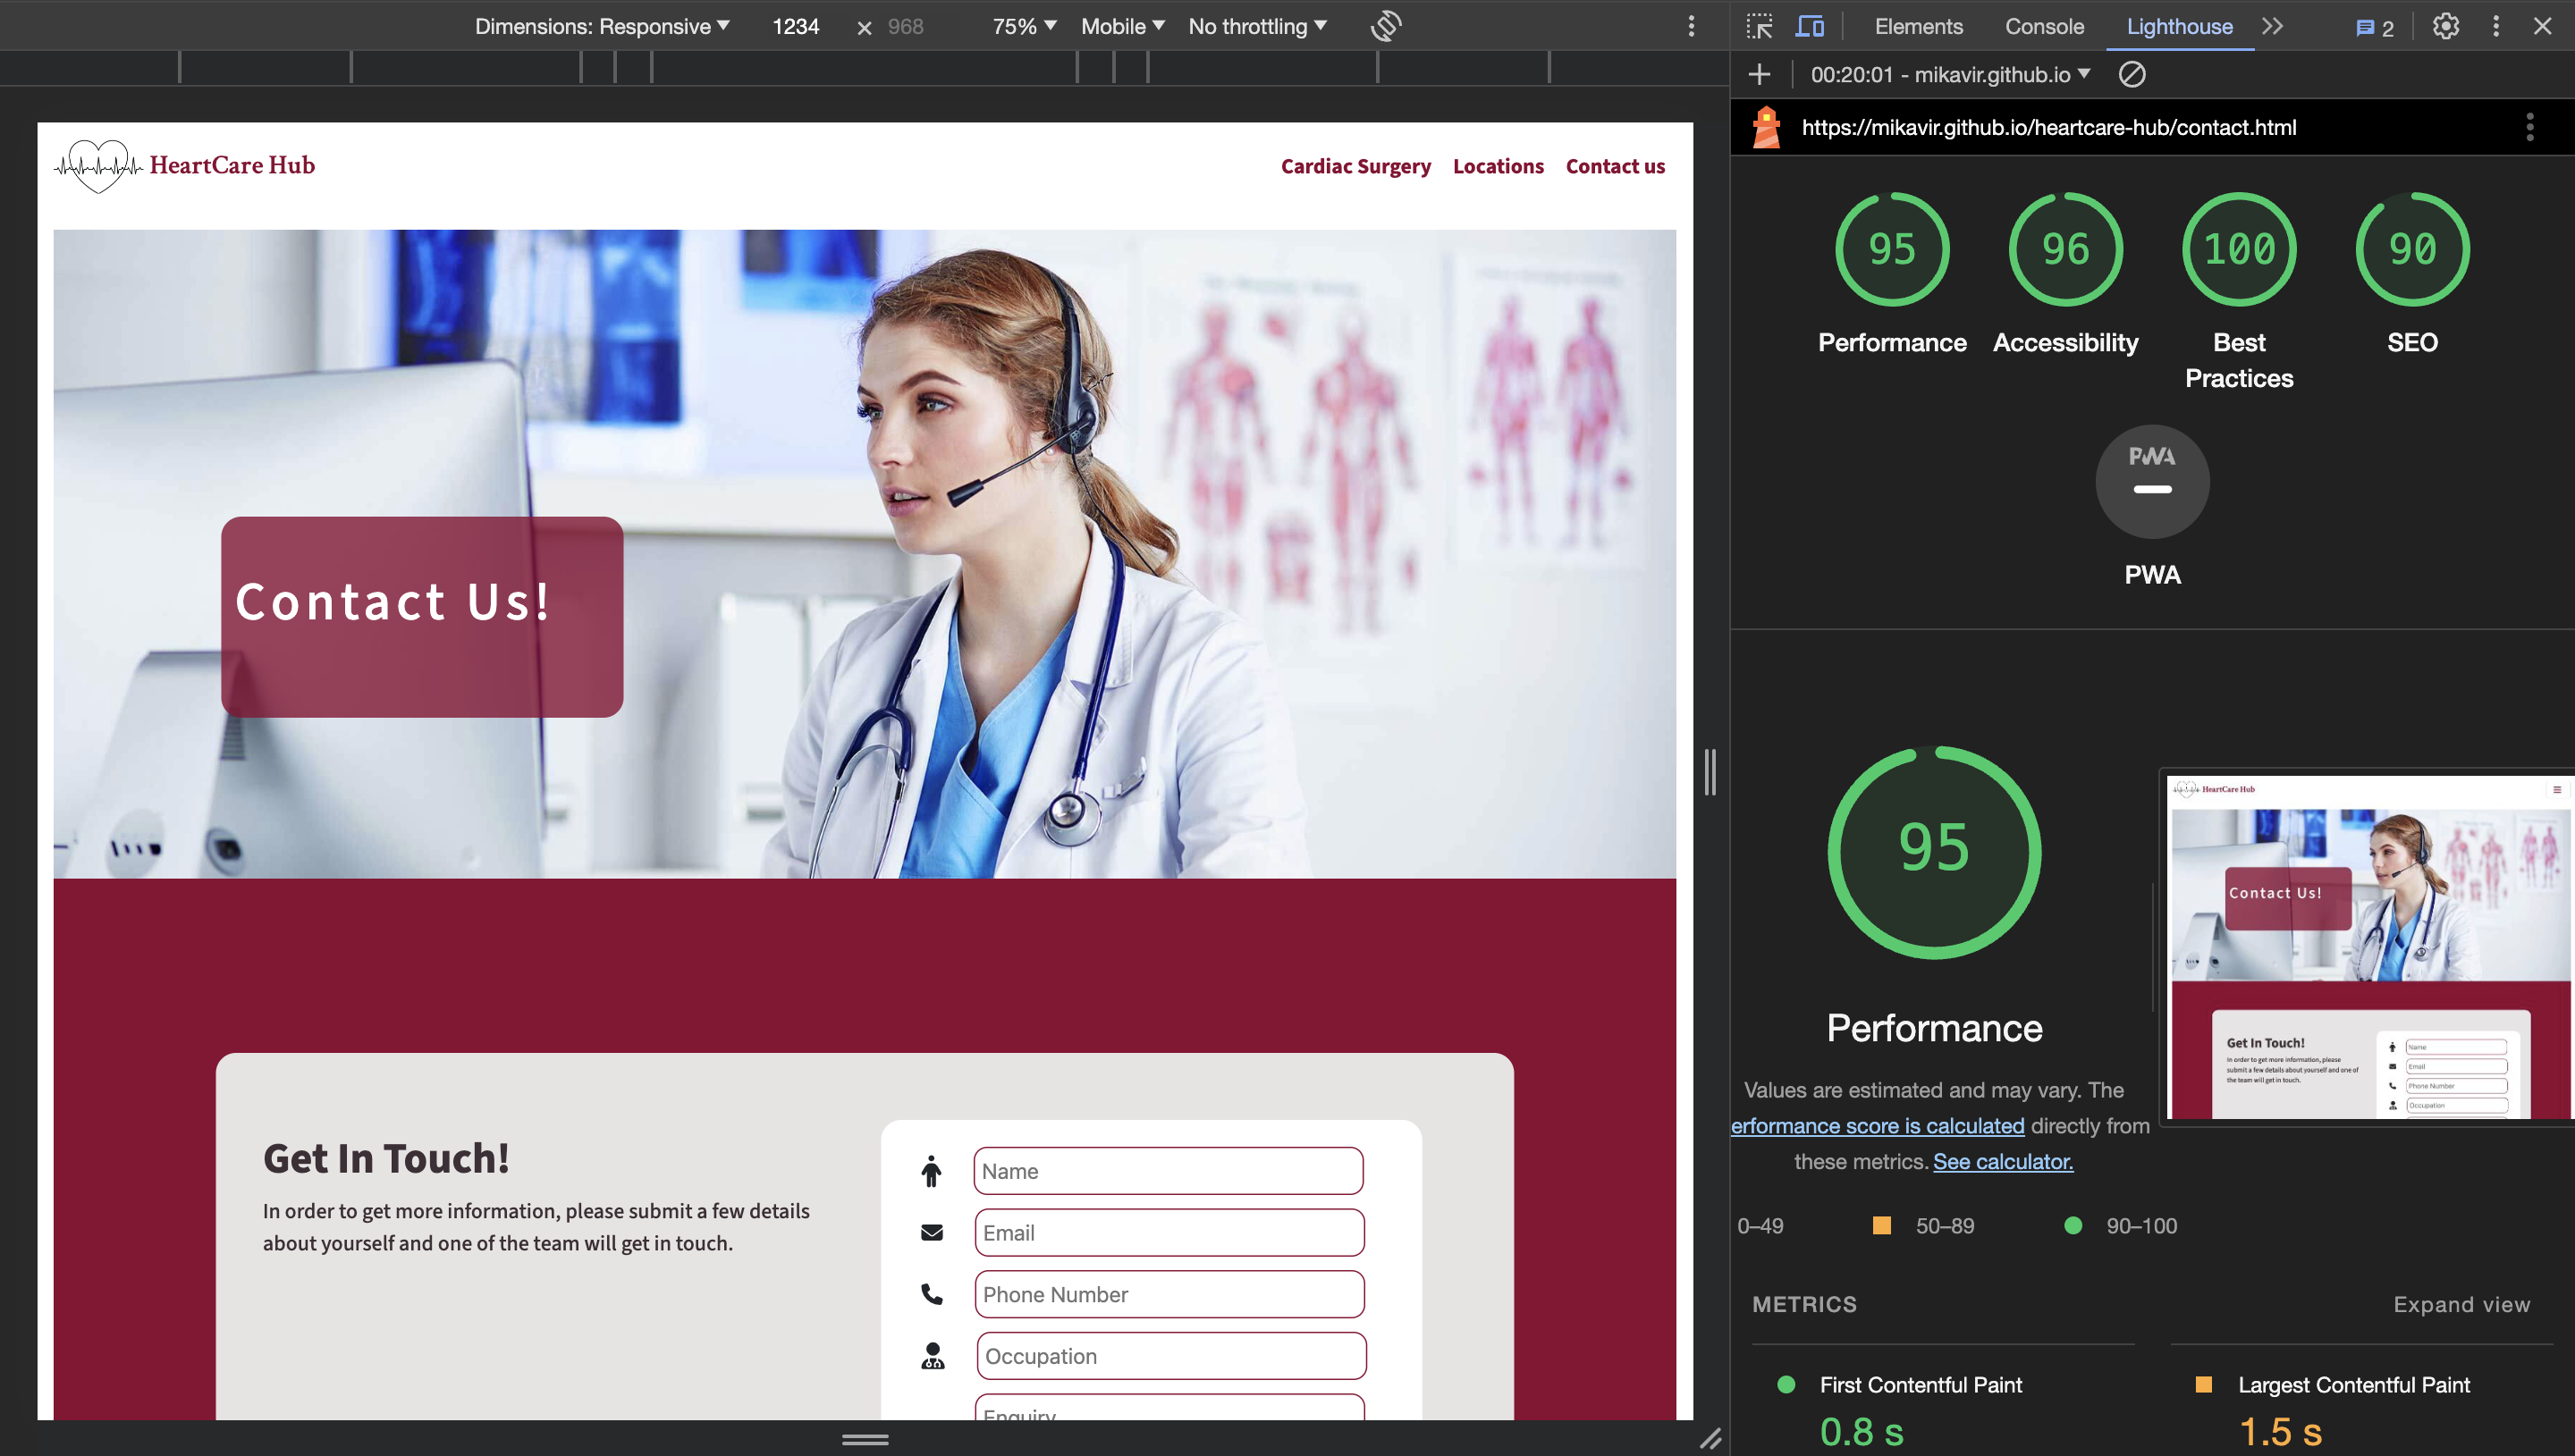 Dimensions: Responsive 1234 × 968 75% Mobile No throttling
Elements Console Lighthouse 2
00:20:01 - mikavir.github.io
https://mikavir.github.io/heartcare-hub/contact.html
HeartCare Hub
Cardiac Surgery Locations Contact us
Contact Us!
Get In Touch!
In order to get more information, please submit a few details
about yourself and one of the team will get in touch.
Name
Email
Phone Number
Occupation
Enquiry
95 96 100 90
Performance Accessibility Best
Practices SEO
PWA
PWA
95
Performance
Values are estimated and may vary. The
erformance score is calculated directly from
these metrics. See calculator.
0–49 50–89 90–100
HeartCare Hub
Contact Us!
Get In Touch!
In order to get more information, please
submit a few details about yourself and one of
the team will get in touch.
Name
Email
Phone Number
Occupation
METRICS Expand view
First Contentful Paint
0.8 s
Largest Contentful Paint
1.5 s